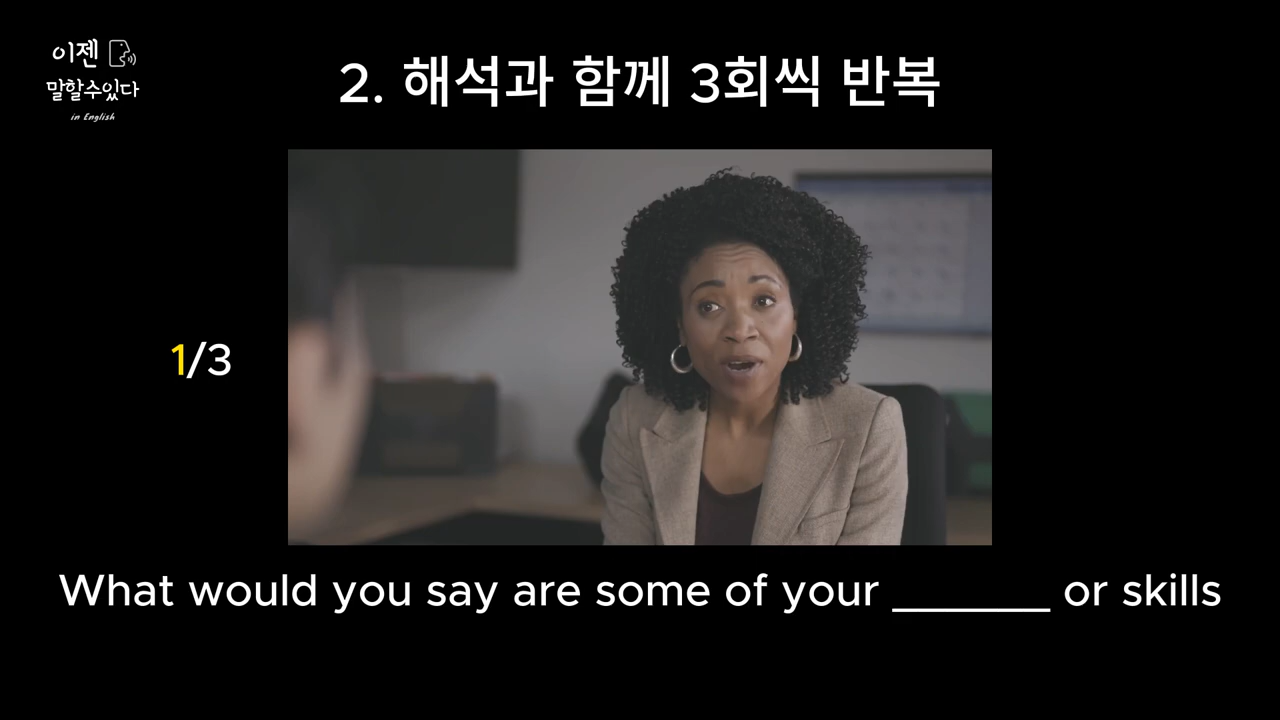 이젠
말할수있다
in English
2. 해석과 함께 3회씩 반복
1/3
What would you say are some of your _______ or skills